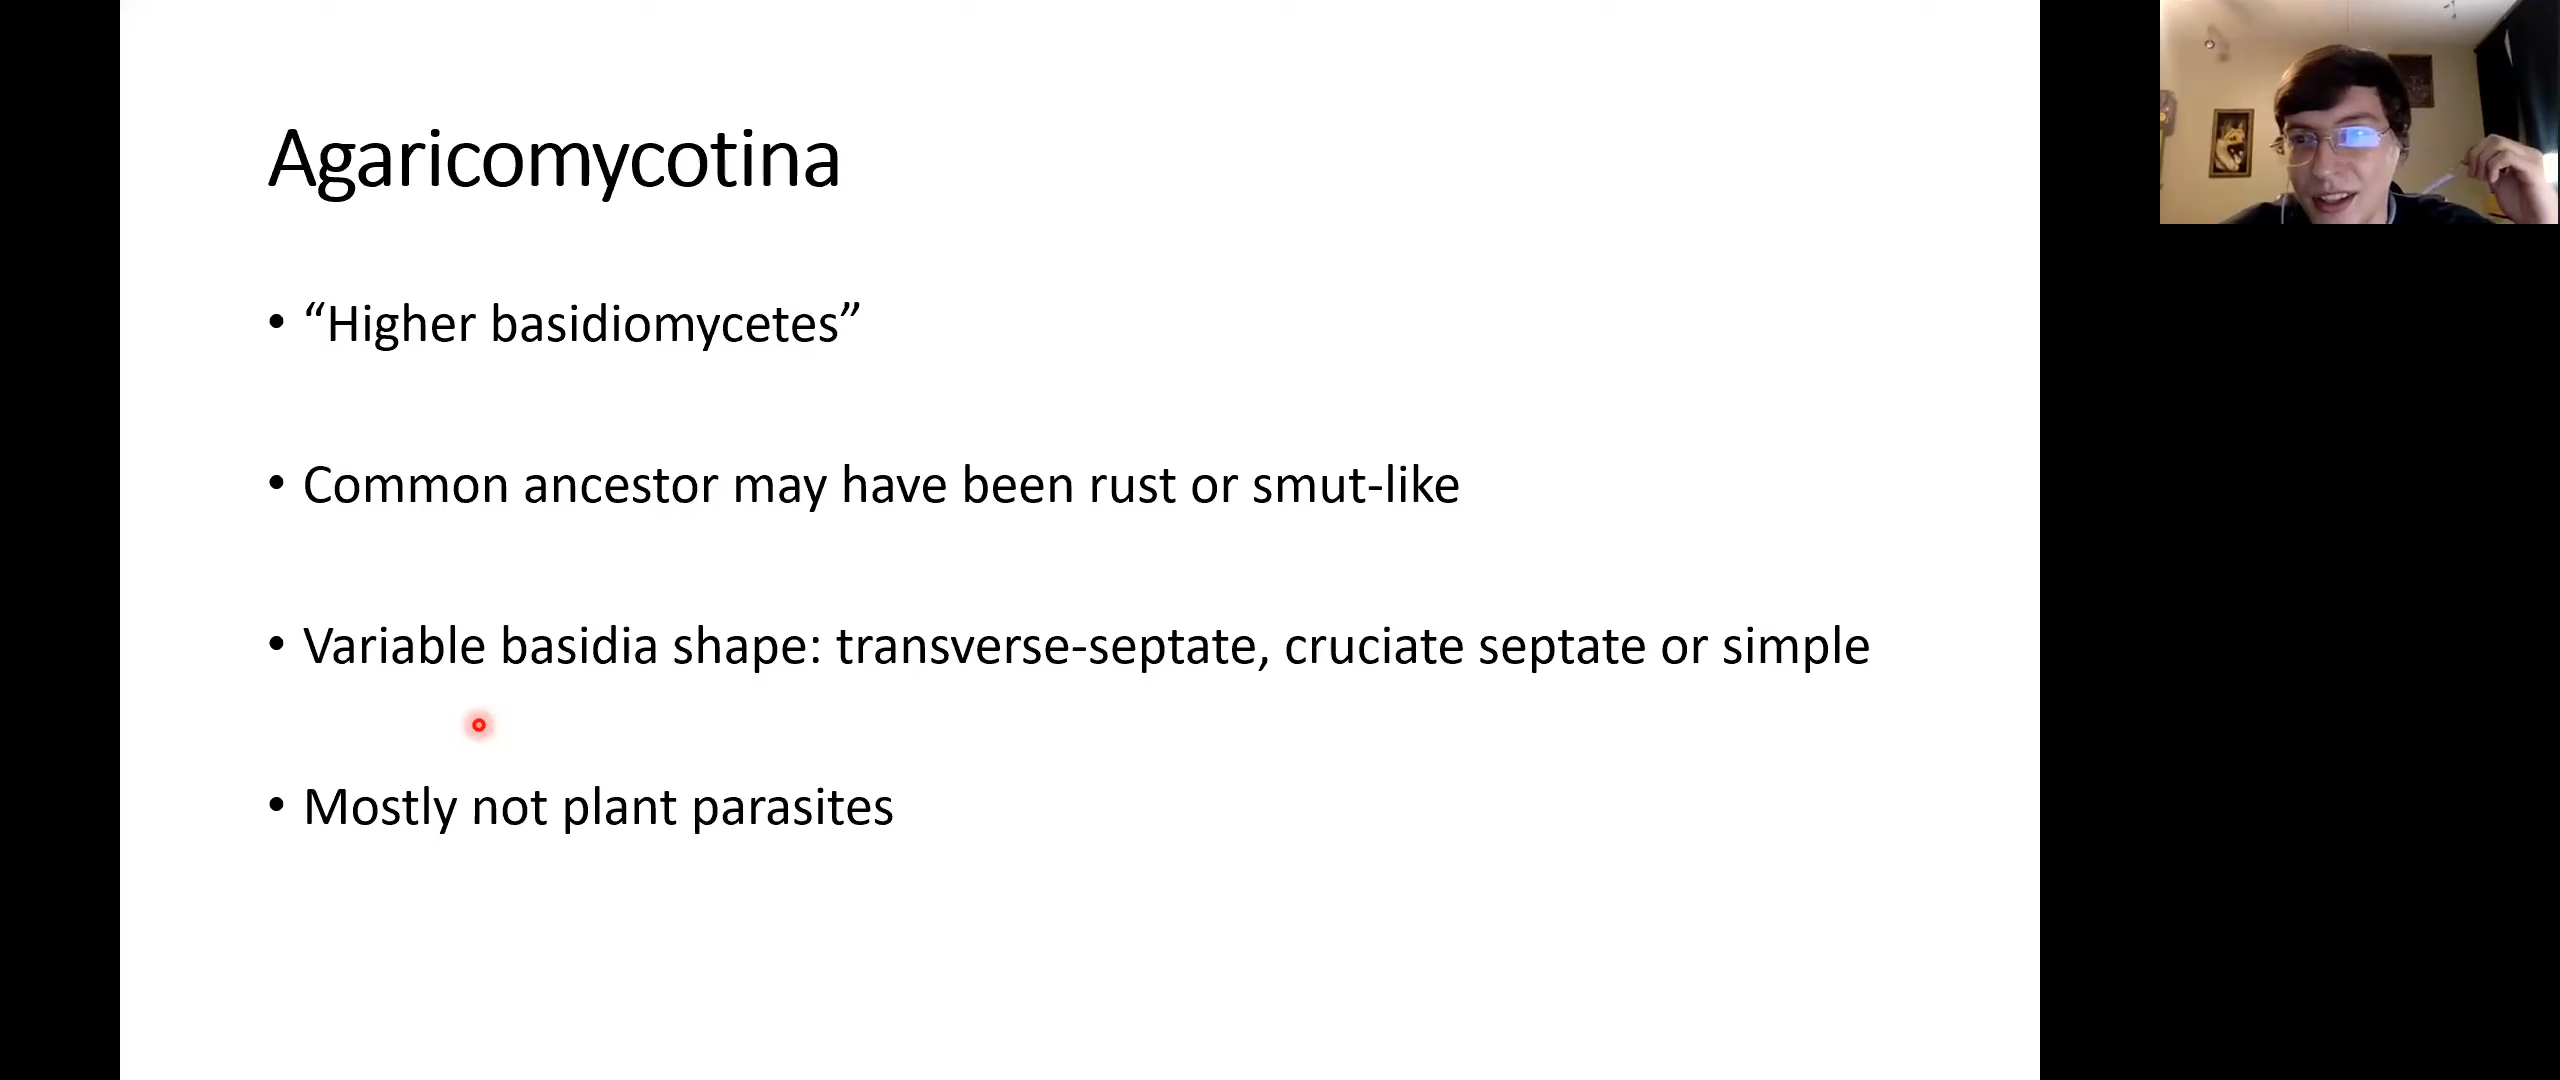 Agaricomycotina
• “Higher basidiomycetes”
• Common ancestor may have been rust or smut-like
• Variable basidia shape: transverse-septate, cruciate septate or simple
• Mostly not plant parasites